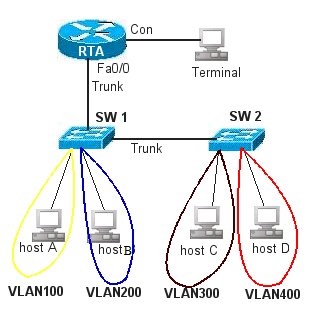 Con
RTA
Fa0/0
Terminal
Trunk
SW 1
SW 2
Trunk
host A
host B
host C
host D
VLAN100
VLAN200
VLAN300
VLAN400